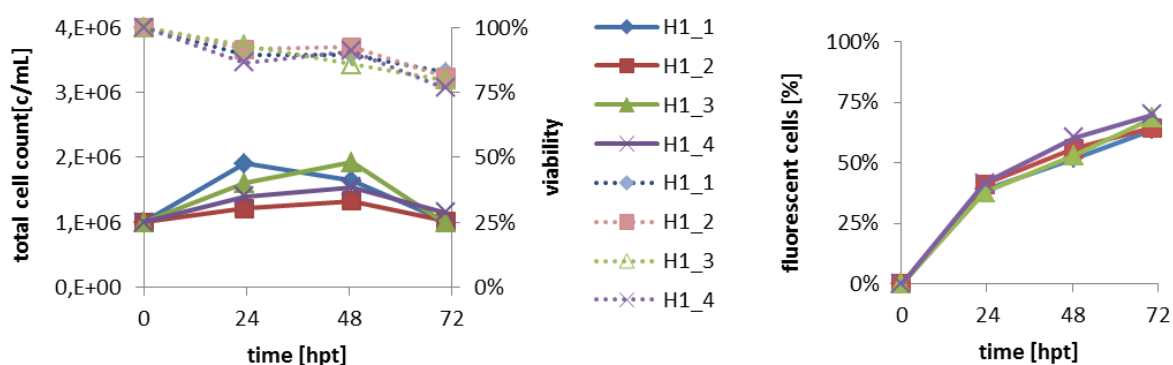 total cell count[c/mL]
4,E+06
3,E+06
2,E+06
1,E+06
0,E+00
0
24
48
72
time [hpt]
100%
75%
50%
25%
0%
viability
H1_1
H1_2
H1_3
H1_4
H1_1
H1_2
H1_3
H1_4
fluorescent cells [%]
100%
75%
50%
25%
0%
0
24
48
72
time [hpt]